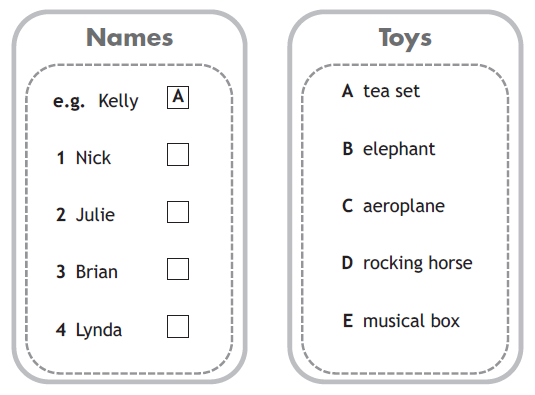 Names
e.g. Kelly A
1 Nick
2 Julie
3 Brian
4 Lynda
Toys
A tea set
B elephant
C aeroplane
D rocking horse
E musical box